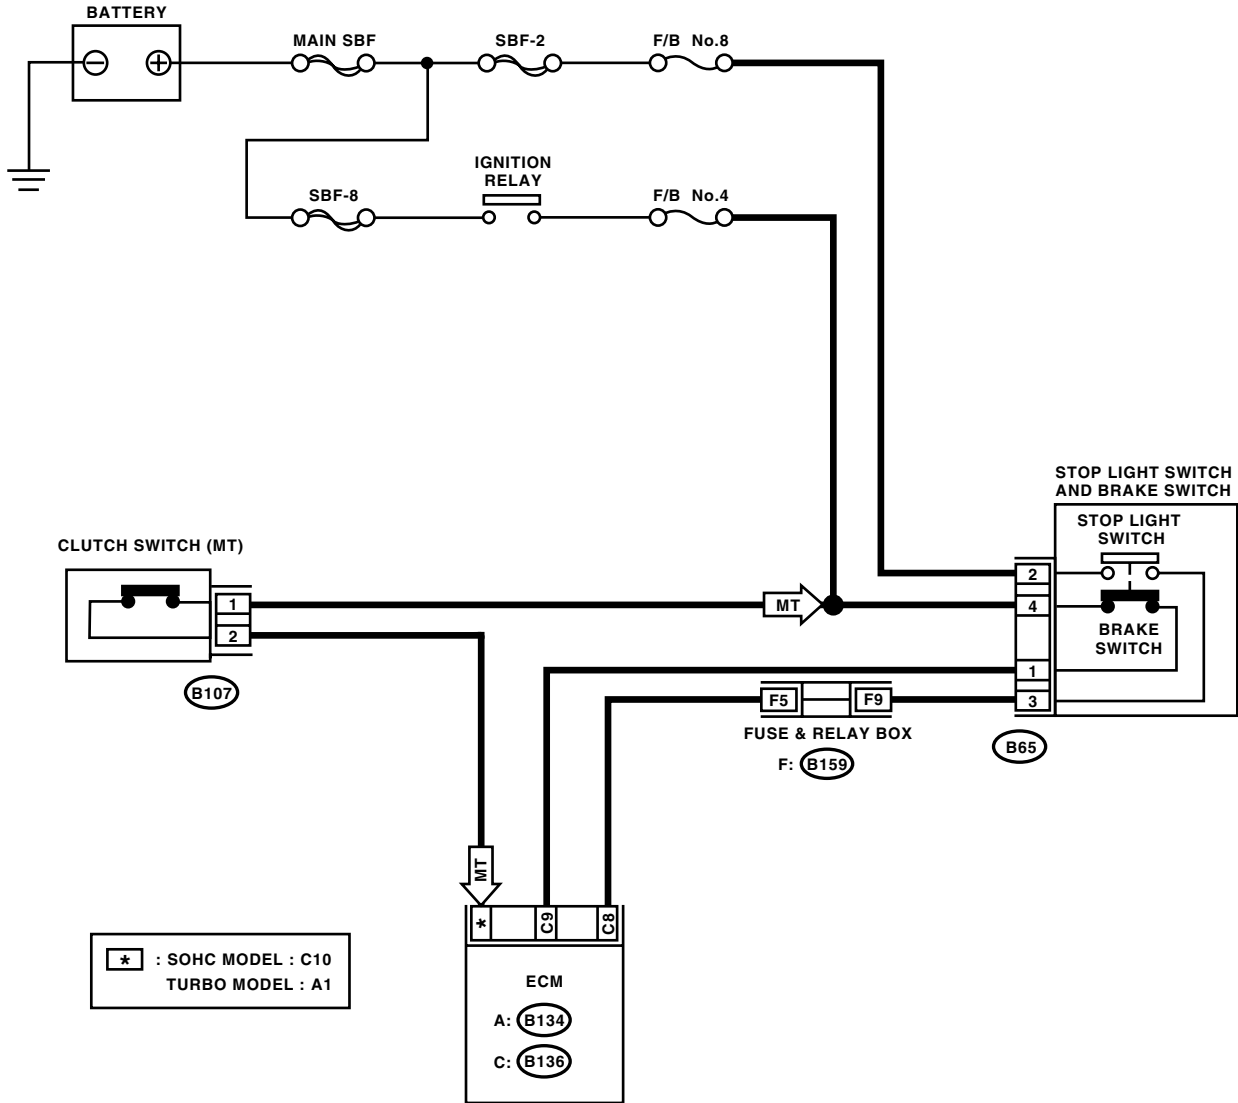 BATTERY
MAIN SBF
SBF-2
F/B No.8
IGNITION
RELAY
SBF-8
F/B No.4
STOP LIGHT SWITCH
AND BRAKE SWITCH
STOP LIGHT
SWITCH
CLUTCH SWITCH (MT)
2
1
MT
4
2
BRAKE
SWITCH
1
B107
F5
F9
3
FUSE & RELAY BOX
B65
F: B159
MT
*
C9
C8
* : SOHC MODEL : C10
TURBO MODEL : A1
ECM
A: B134
C: B136